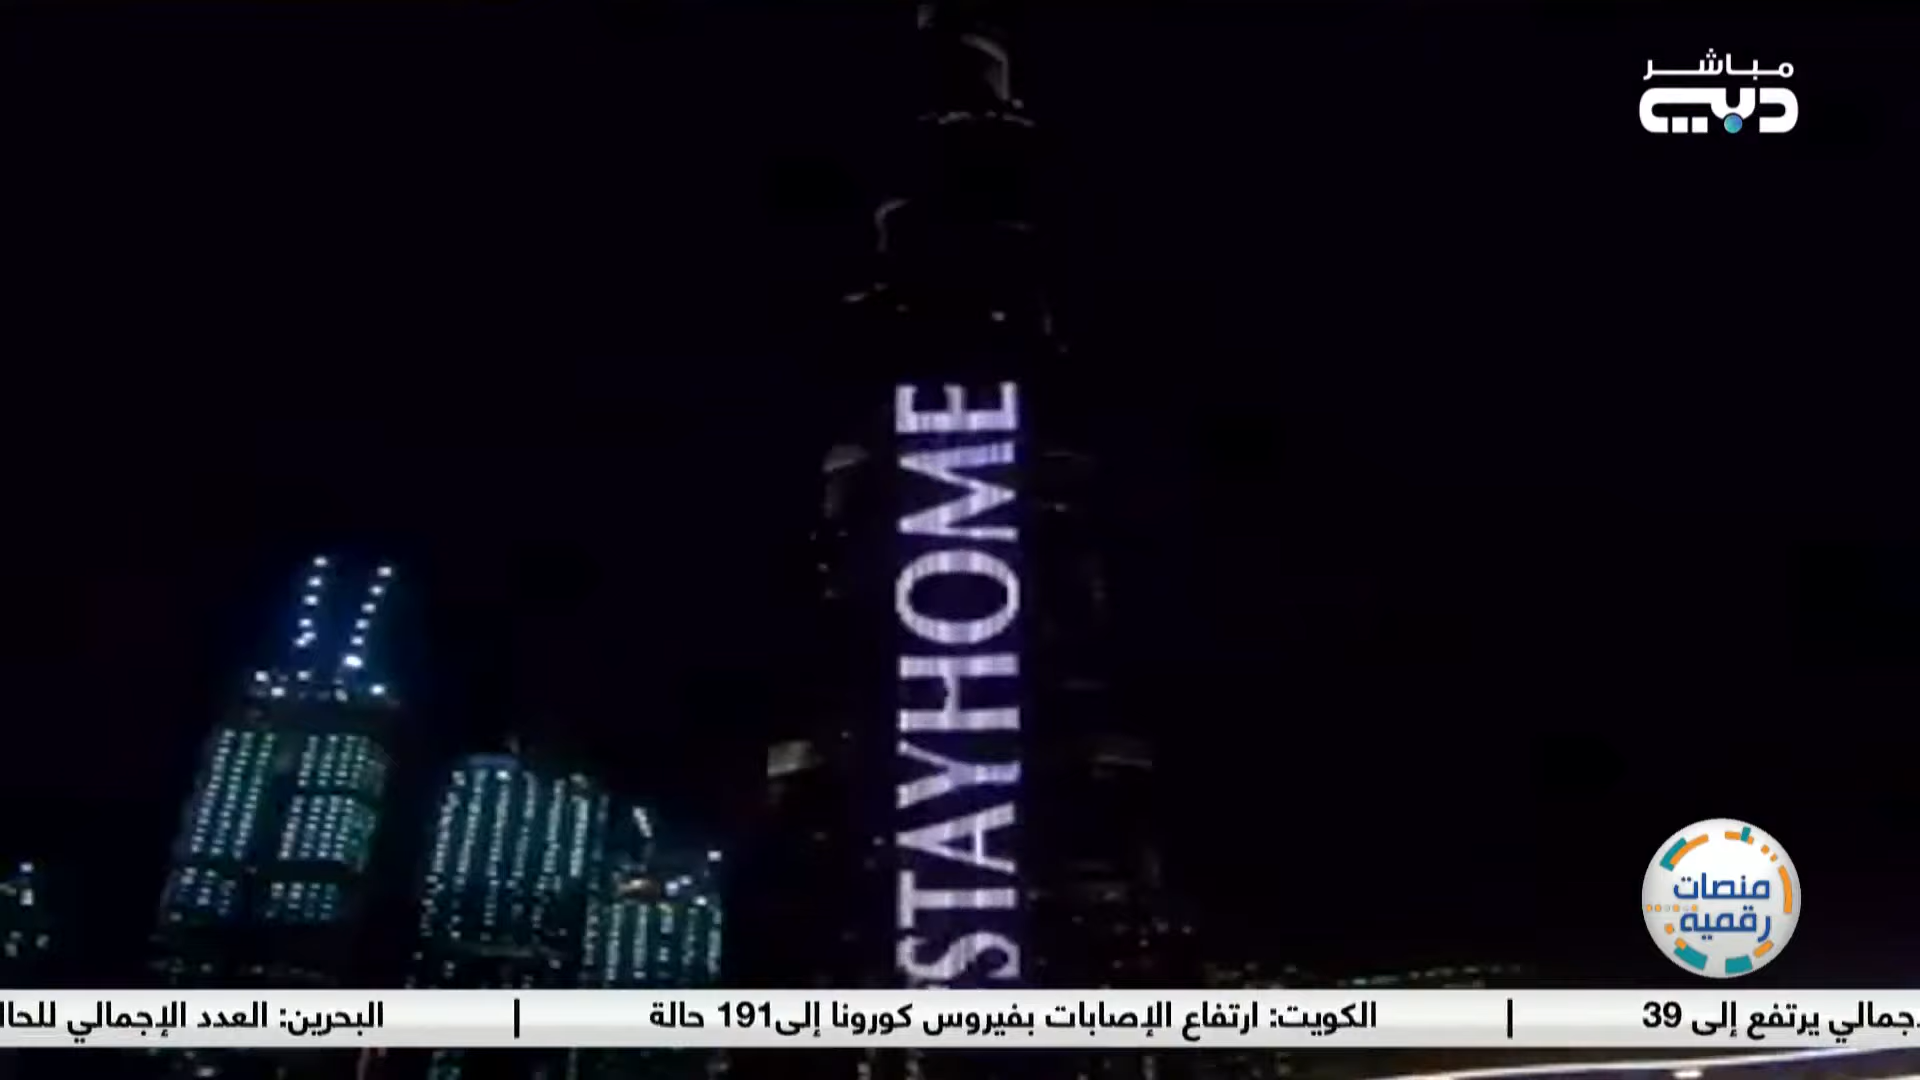 مباشر
دبي
STAYHOME
منصات
رقمية
جمالي يرتفع إلى 39 | الكويت: ارتفاع الإصابات بفيروس كورونا إلى191 حالة | البحرين: العدد الإجمالي للحالا